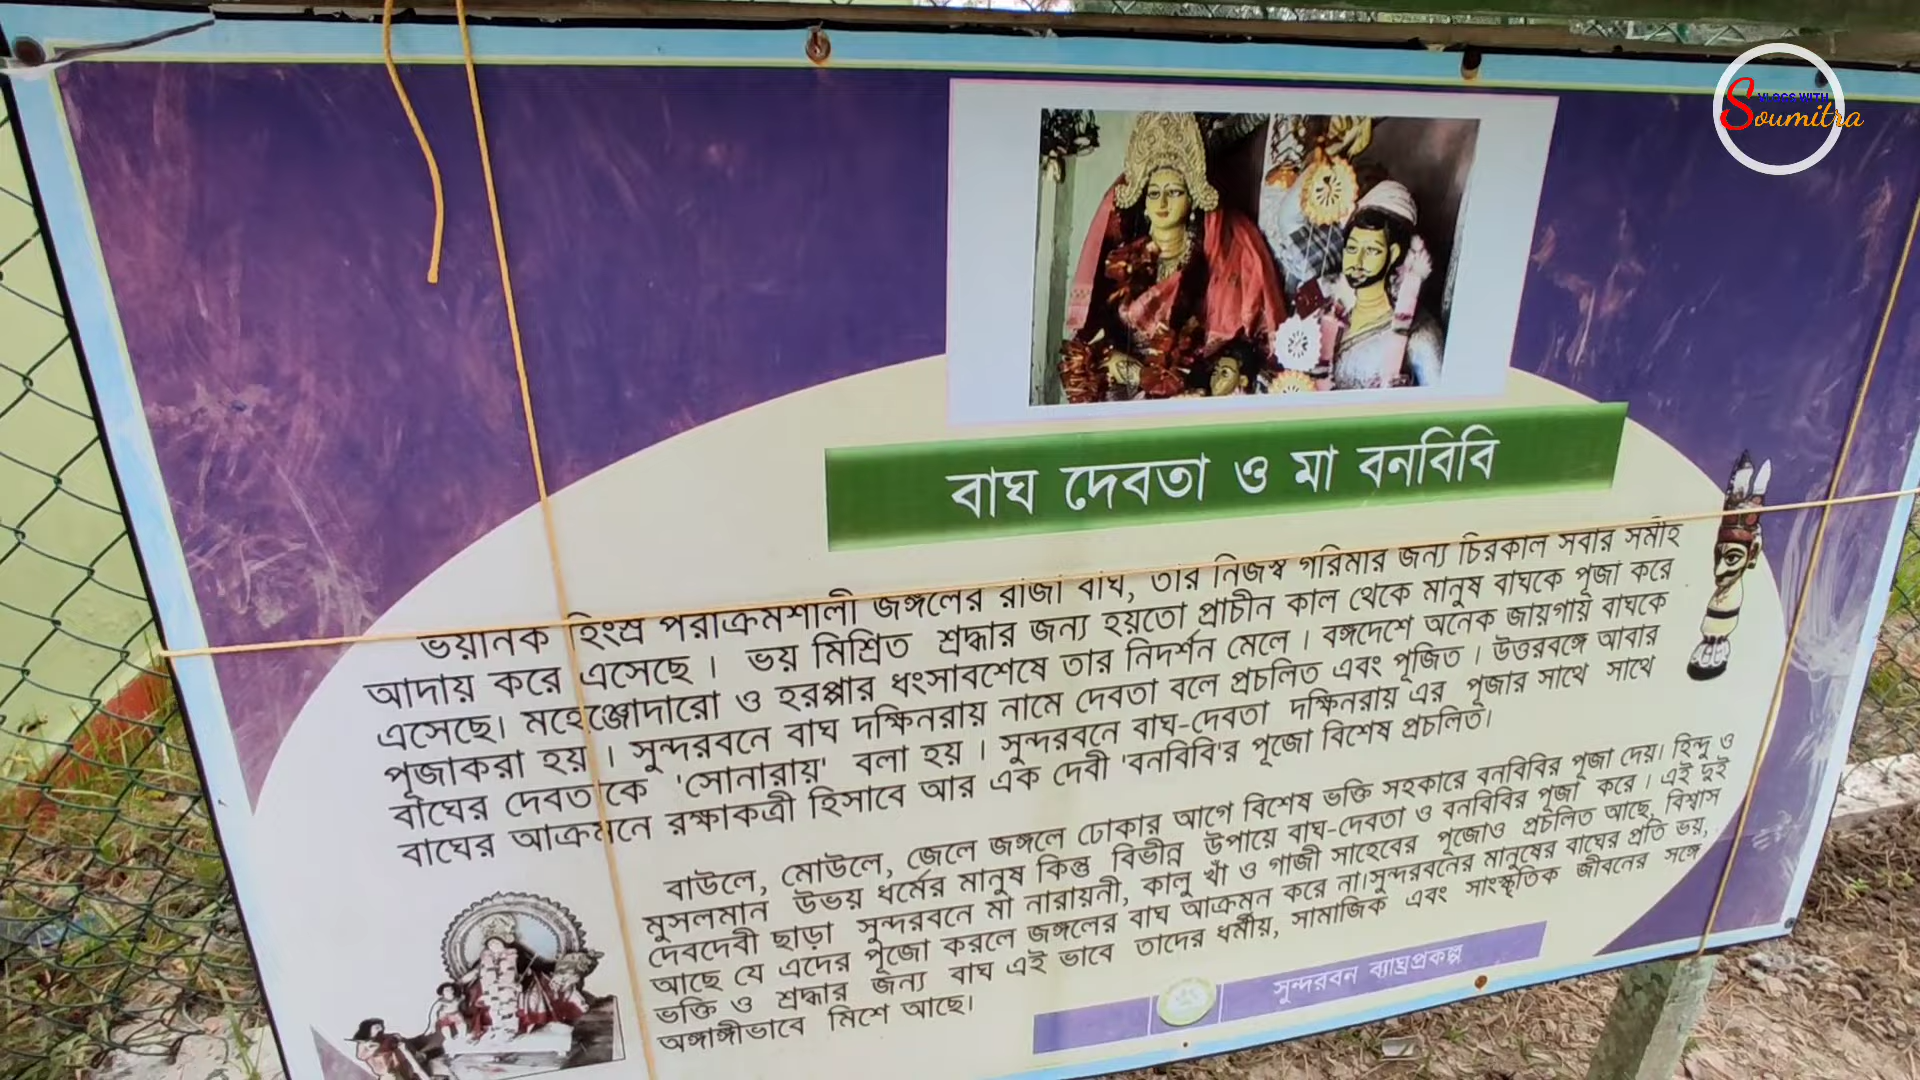 VLOGS WITH
Soumitra
বাঘ দেবতা ও মা বনবিবি
ভয়ানক হিংস্র পরাক্রমশালী জঙ্গলের রাজা বাঘ, তার নিজস্ব গরিমার জন্য চিরকাল সবার সমীহ
আদায় করে এসেছে। ভয় মিশ্রিত শ্রদ্ধার জন্য হয়তো প্রাচীন কাল থেকে মানুষ বাঘকে পূজা করে
এসেছে। মহেঞ্জোদারো ও হরপ্পার ধংসাবশেষে তার নিদর্শন মেলে। বঙ্গদেশে অনেক জায়গায় বাঘকে
পূজাকরা হয়। সুন্দরবনে বাঘ দক্ষিনরায় নামে দেবতা বলে প্রচলিত এবং পূজিত। উত্তরবঙ্গে আবার
বাঘের দেবতাকে 'সোনারায়' বলা হয়। সুন্দরবনে বাঘ-দেবতা দক্ষিনরায় এর পূজার সাথে সাথে
বাঘের আক্রমনে রক্ষাকর্ত্রী হিসাবে আর এক দেবী 'বনবিবি'র পূজো বিশেষ প্রচলিত।
বাউলে, মোউলে, জেলে জঙ্গলে ঢোকার আগে বিশেষ ভক্তি সহকারে বনবিবির পূজা দেয়। হিন্দু ও
মুসলমান উভয় ধর্মের মানুষ কিন্তু বিভীন্ন উপায়ে বাঘ-দেবতা ও বনবিবির পূজা করে। এই দুই
দেবদেবী ছাড়া সুন্দরবনে মা নারায়নী, কালু খাঁ ও গাজী সাহেবের পূজোও প্রচলিত আছে, বিশ্বাস
আছে যে এদের পূজো করলে জঙ্গলের বাঘ আক্রমন করে না।সুন্দরবনের মানুষের বাঘের প্রতি ভয়,
ভক্তি ও শ্রদ্ধার জন্য বাঘ এই ভাবে তাদের ধর্মীয়, সামাজিক এবং সাংস্কৃতিক জীবনের সঙ্গে
অঙ্গাঙ্গীভাবে মিশে আছে।
সুন্দরবন ব্যাঘ্রপ্রকল্প